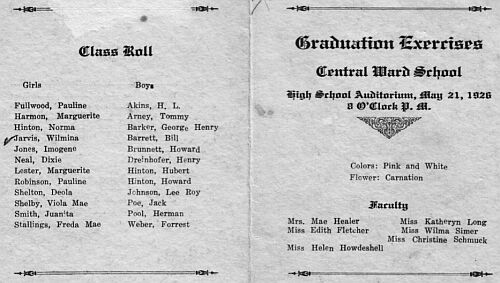 Class Roll
Girls
Fullwood, Pauline
Harmon, Marguerite
Hinton, Norma
Jarvis, Wilmina
Jones, Imogene
Neal, Dixie
Lester, Marguerite
Robinson, Pauline
Shelton, Deola
Shelby, Viola Mae
Smith, Juanita
Stallings, Freda Mae
Boys
Akins, H. L.
Arney, Tommy
Barker, George Henry
Barrett, Bill
Brunnett, Howard
Dreinhofer, Henry
Hinton, Hubert
Hinton, Howard
Johnson, Lee Roy
Poe, Jack
Pool, Herman
Weber, Forrest
Graduation Exercises
Central Ward School
High School Auditorium, May 21, 1926
8 O'Clock P. M.
Colors: Pink and White
Flower: Carnation
Faculty
Mrs. Mae Healer
Miss Edith Fletcher
Miss Helen Howdeshell
Miss Katheryn Long
Miss Wilma Simer
Miss Christine Schmuck